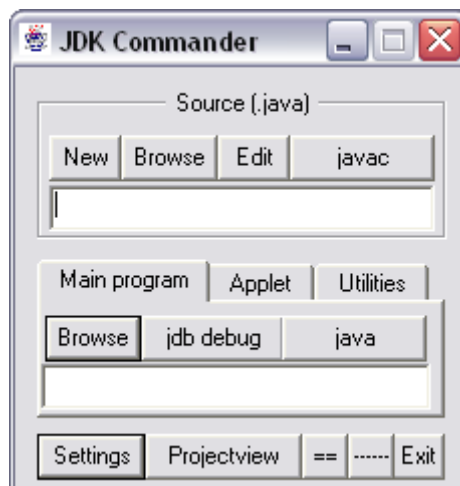 JDK Commander
Source (.java)
New Browse Edit javac
Main program Applet Utilities
Browse jdb debug java
Settings Projectview == ------ Exit